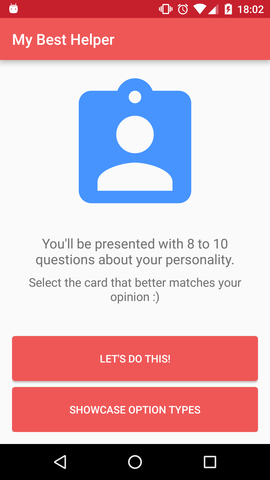 18:02
My Best Helper
You'll be presented with 8 to 10
questions about your personality.
Select the card that better matches your
opinion :)
LET'S DO THIS!
SHOWCASE OPTION TYPES